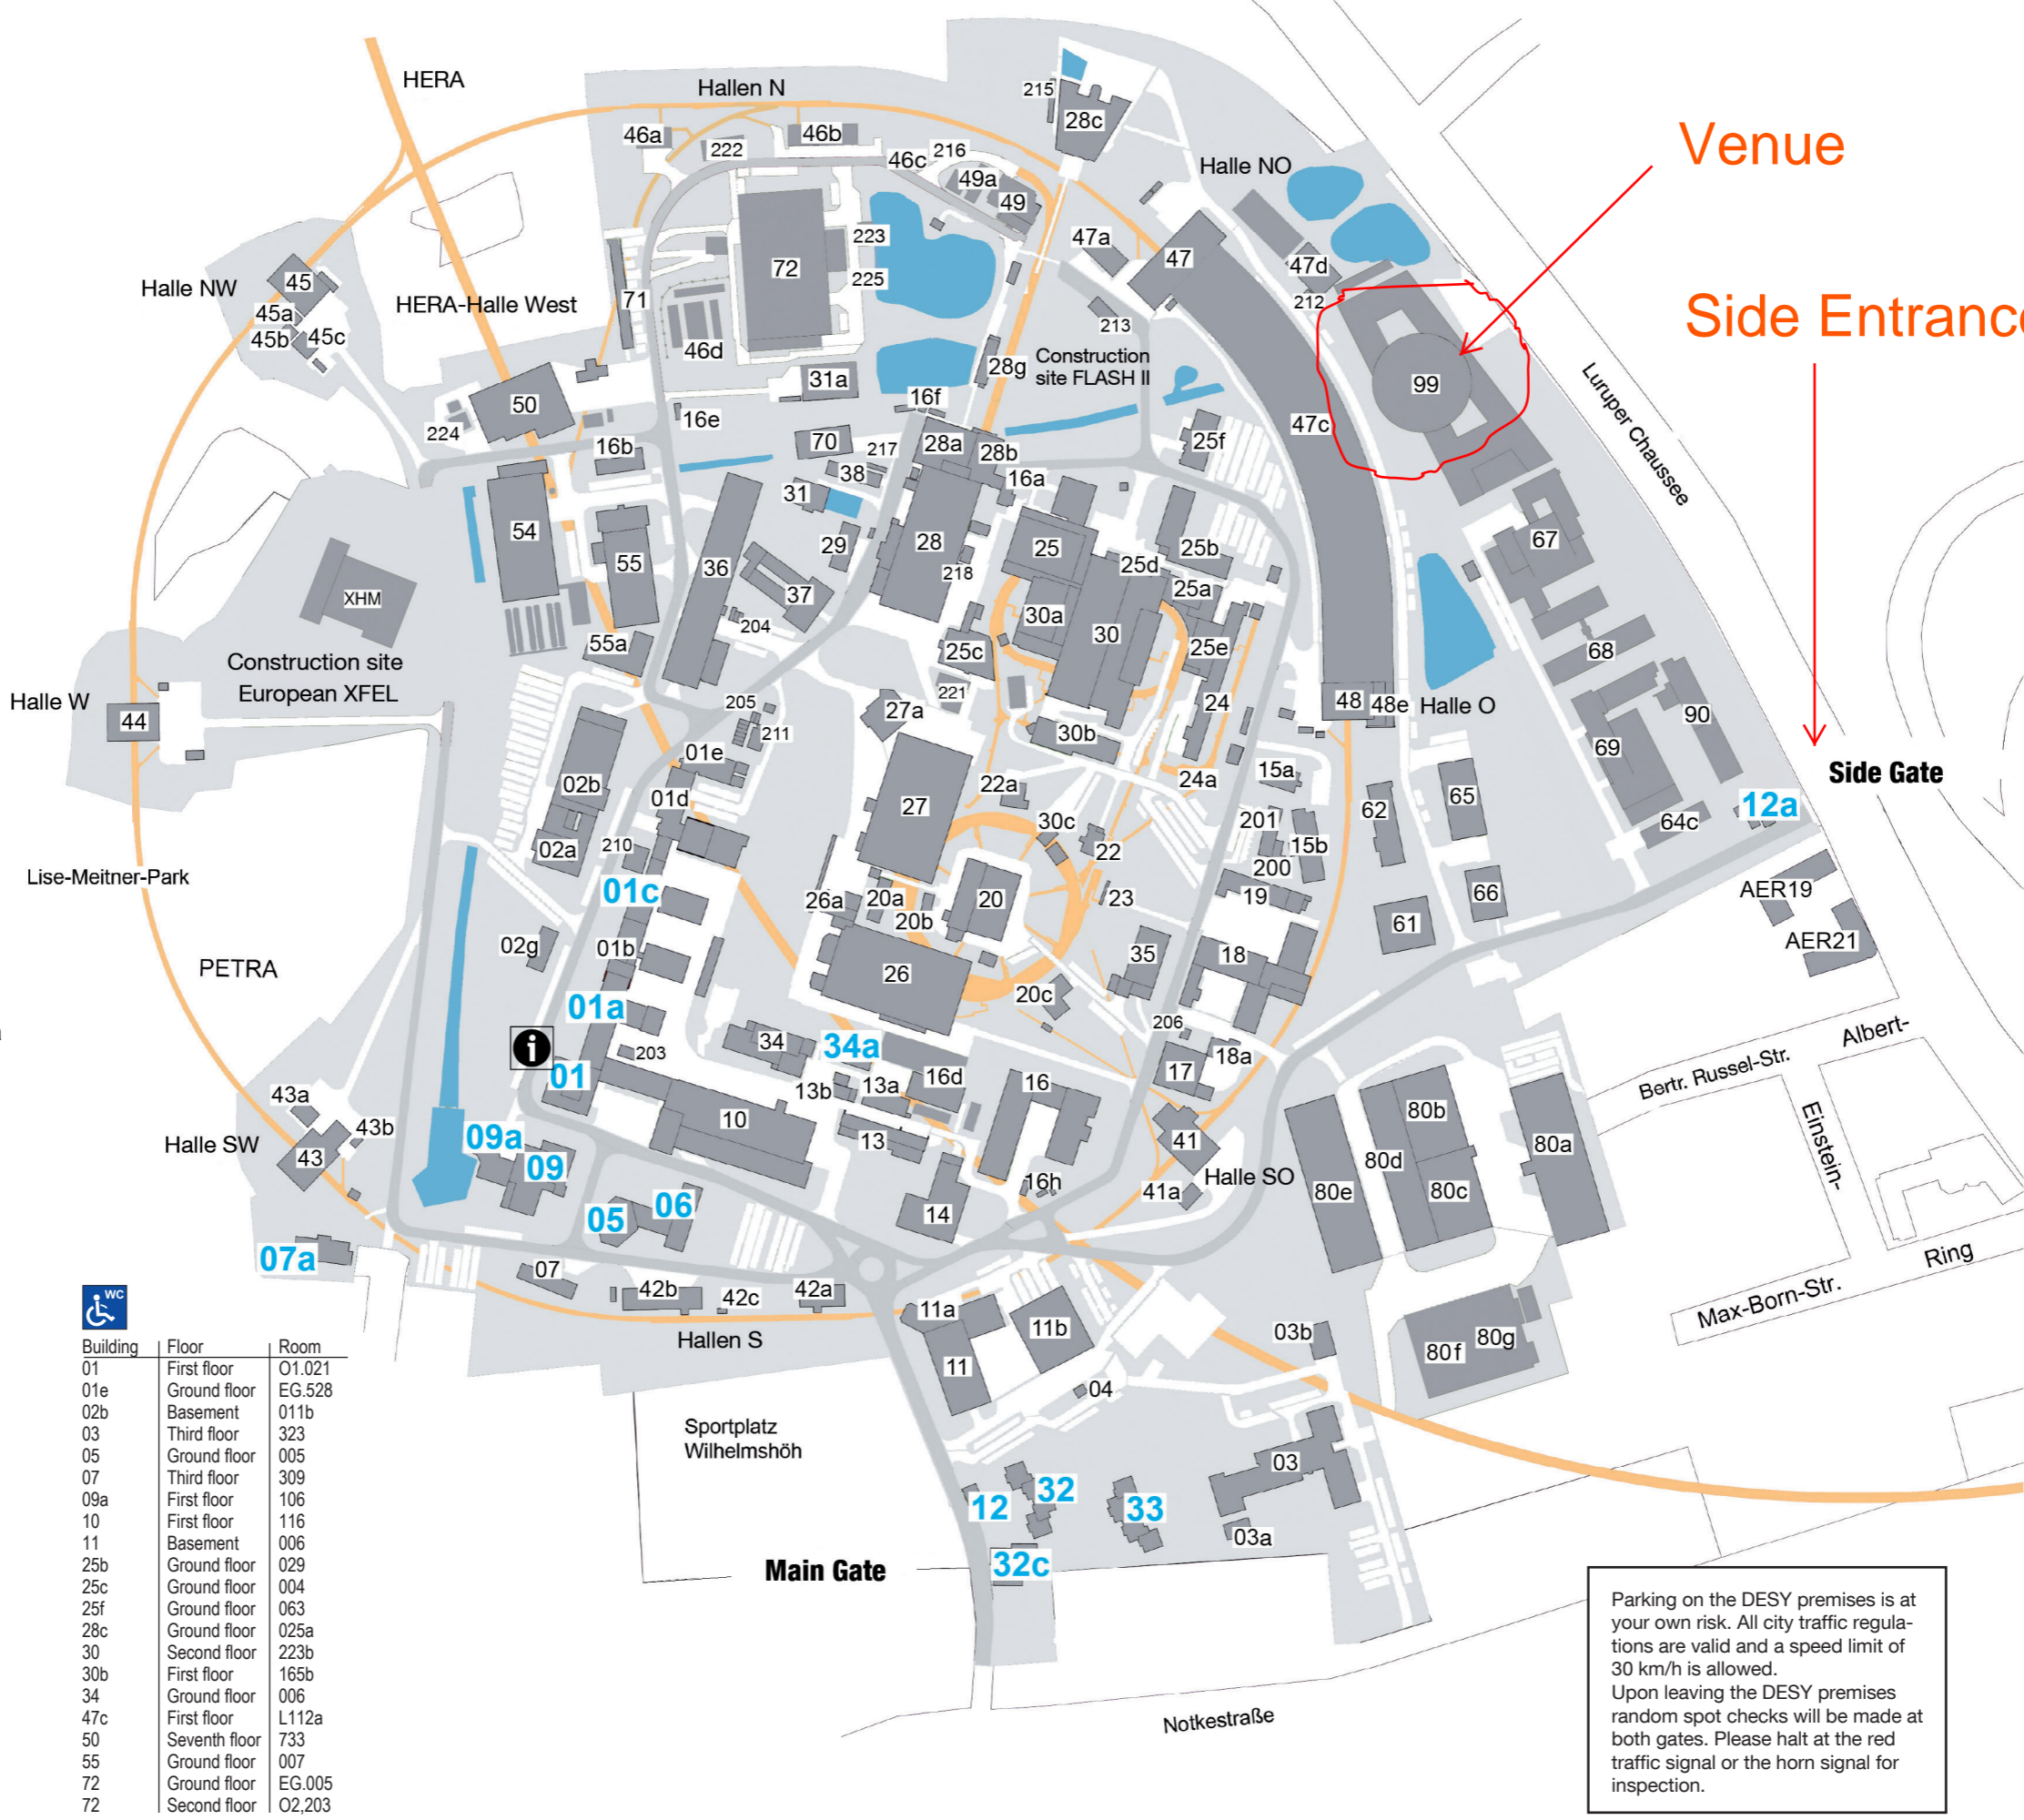 HERA
Hallen N
215
28c
Venue
46a
222
46b
46c
216
Halle NO
49a
49
47a
47
47d
223
72
225
Halle NW
45
45a
45b
45c
HERA-Halle West
71
46d
212
213
Side Entrance
Construction
site FLASH II
28g
31a
99
Luruper Chaussee
50
224
16e
16f
16b
70
217
28a
28b
25f
47c
38
31
16a
54
55
36
29
28
218
25
25b
25d
67
37
XHM
204
30a
30
25a
55a
25c
25e
68
Construction site
European XFEL
Halle W
44
221
205
211
27a
24
48
48e
Halle O
90
30b
01e
02b
01d
22a
24a
15a
69
Side Gate
62
65
12a
27
30c
201
15b
64c
210
02a
22
200
Lise-Meitner-Park
01c
26a
20a
20b
20
23
19
66
AER19
61
AER21
02g
01b
35
18
PETRA
26
01a
20c
206
Albert-
i
203
34
34a
18a
Bertr. Russel-Str.
01
17
13b
13a
16d
16
43a
43b
Halle SW
43
09a
09
10
13
41
80b
80d
80a
80c
80e
Einstein-
Halle SO
16h
41a
05
06
14
07a
07
Ring
42b
42c
42a
Max-Born-Str.
Hallen S
11a
11b
11
03b
80f
80g
04
WC
Building Floor Room
01 First floor O1.021
01e Ground floor EG.528
02b Basement 011b
03 Third floor 323
05 Ground floor 005
07 Third floor 309
09a First floor 106
10 First floor 116
11 Basement 006
25b Ground floor 029
25c Ground floor 004
25f Ground floor 063
28c Ground floor 025a
30 Second floor 223b
30b First floor 165b
34 Ground floor 006
47c First floor L112a
50 Seventh floor 733
55 Ground floor 007
72 Ground floor EG.005
72 Second floor O2,203
Sportplatz
Wilhelmshöh
03
12
32
33
03a
32c
Main Gate
Notkestraße
Parking on the DESY premises is at
your own risk. All city traffic regula-
tions are valid and a speed limit of
30 km/h is allowed.
Upon leaving the DESY premises
random spot checks will be made at
both gates. Please halt at the red
traffic signal or the horn signal for
inspection.